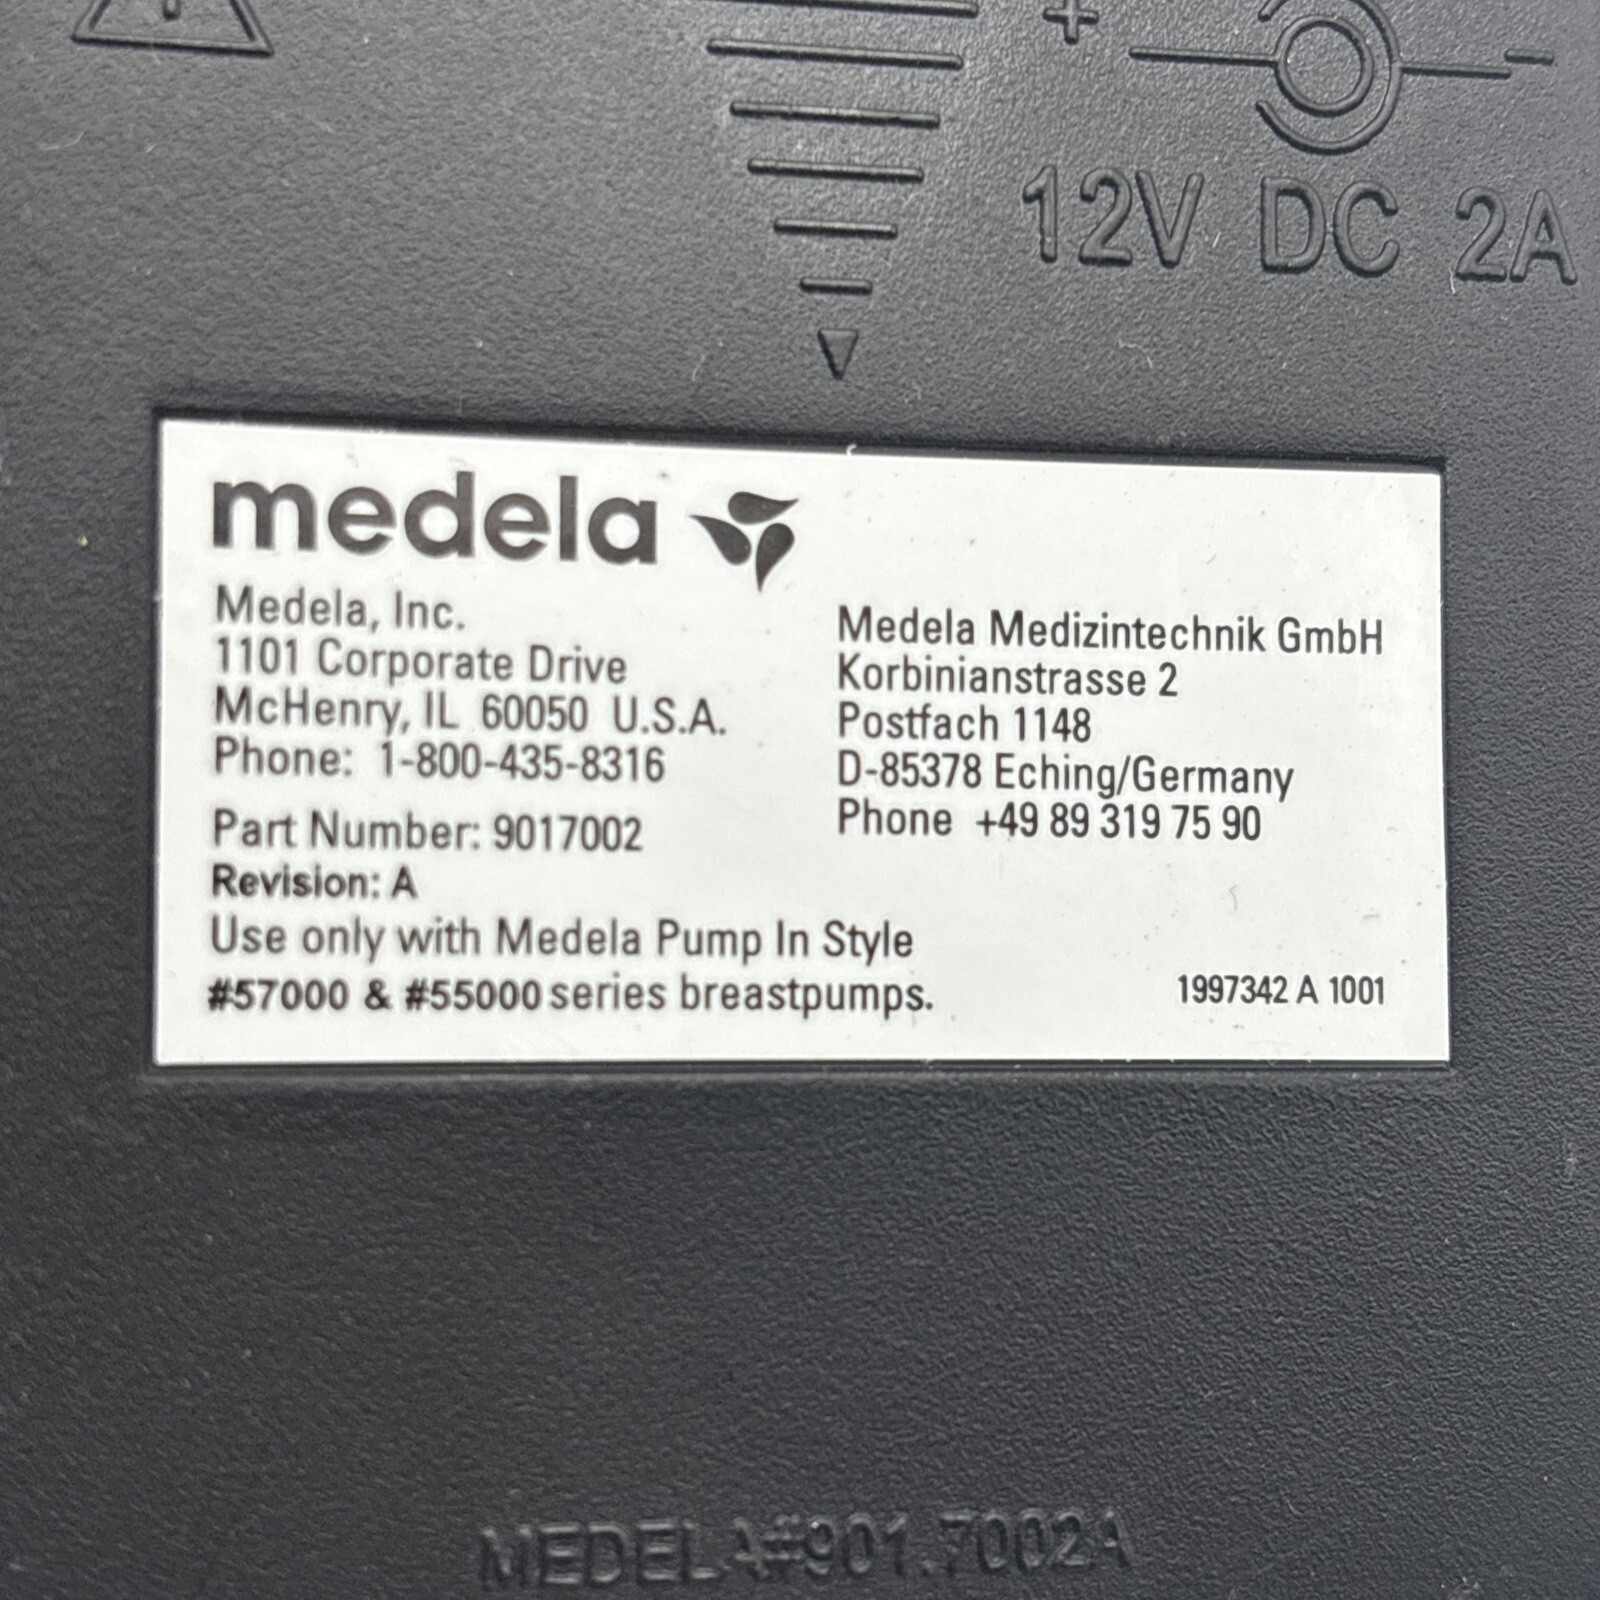 + -
12V DC 2A
medela
Medela, Inc.
1101 Corporate Drive
McHenry, IL 60050 U.S.A.
Phone: 1-800-435-8316
Part Number: 9017002
Revision: A
Use only with Medela Pump In Style
#57000 & #55000 series breastpumps.
Medela Medizintechnik GmbH
Korbinianstrasse 2
Postfach 1148
D-85378 Eching/Germany
Phone +49 89 319 75 90
1997342 A 1001
MEDELA#901.7002A